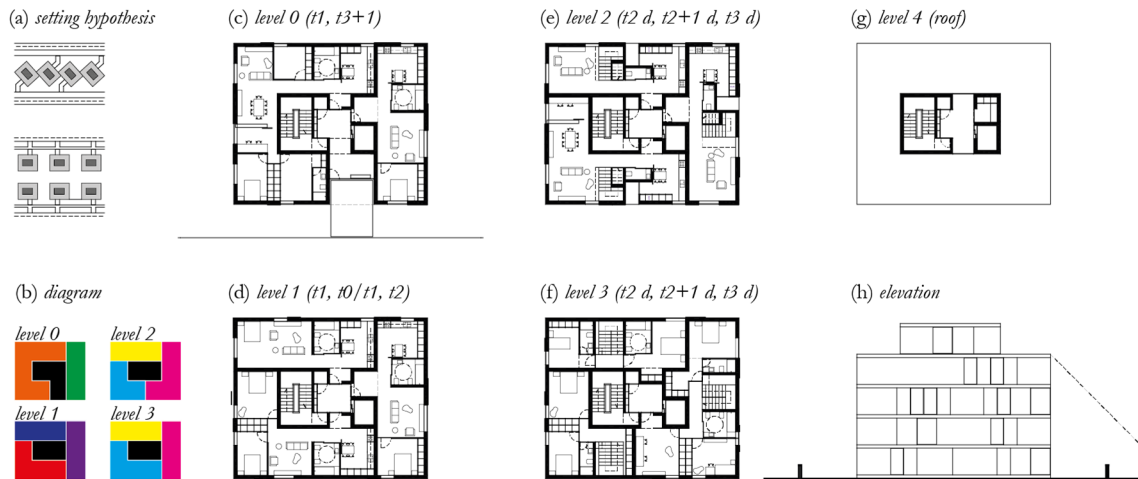 (a) setting hypothesis
(c) level 0 (t1, t3+1)
(e) level 2 (t2 d, t2+1 d, t3 d)
(g) level 4 (roof)
(b) diagram
level 0
level 2
level 1
level 3
(d) level 1 (t1, t0/t1, t2)
(f) level 3 (t2 d, t2+1 d, t3 d)
(h) elevation